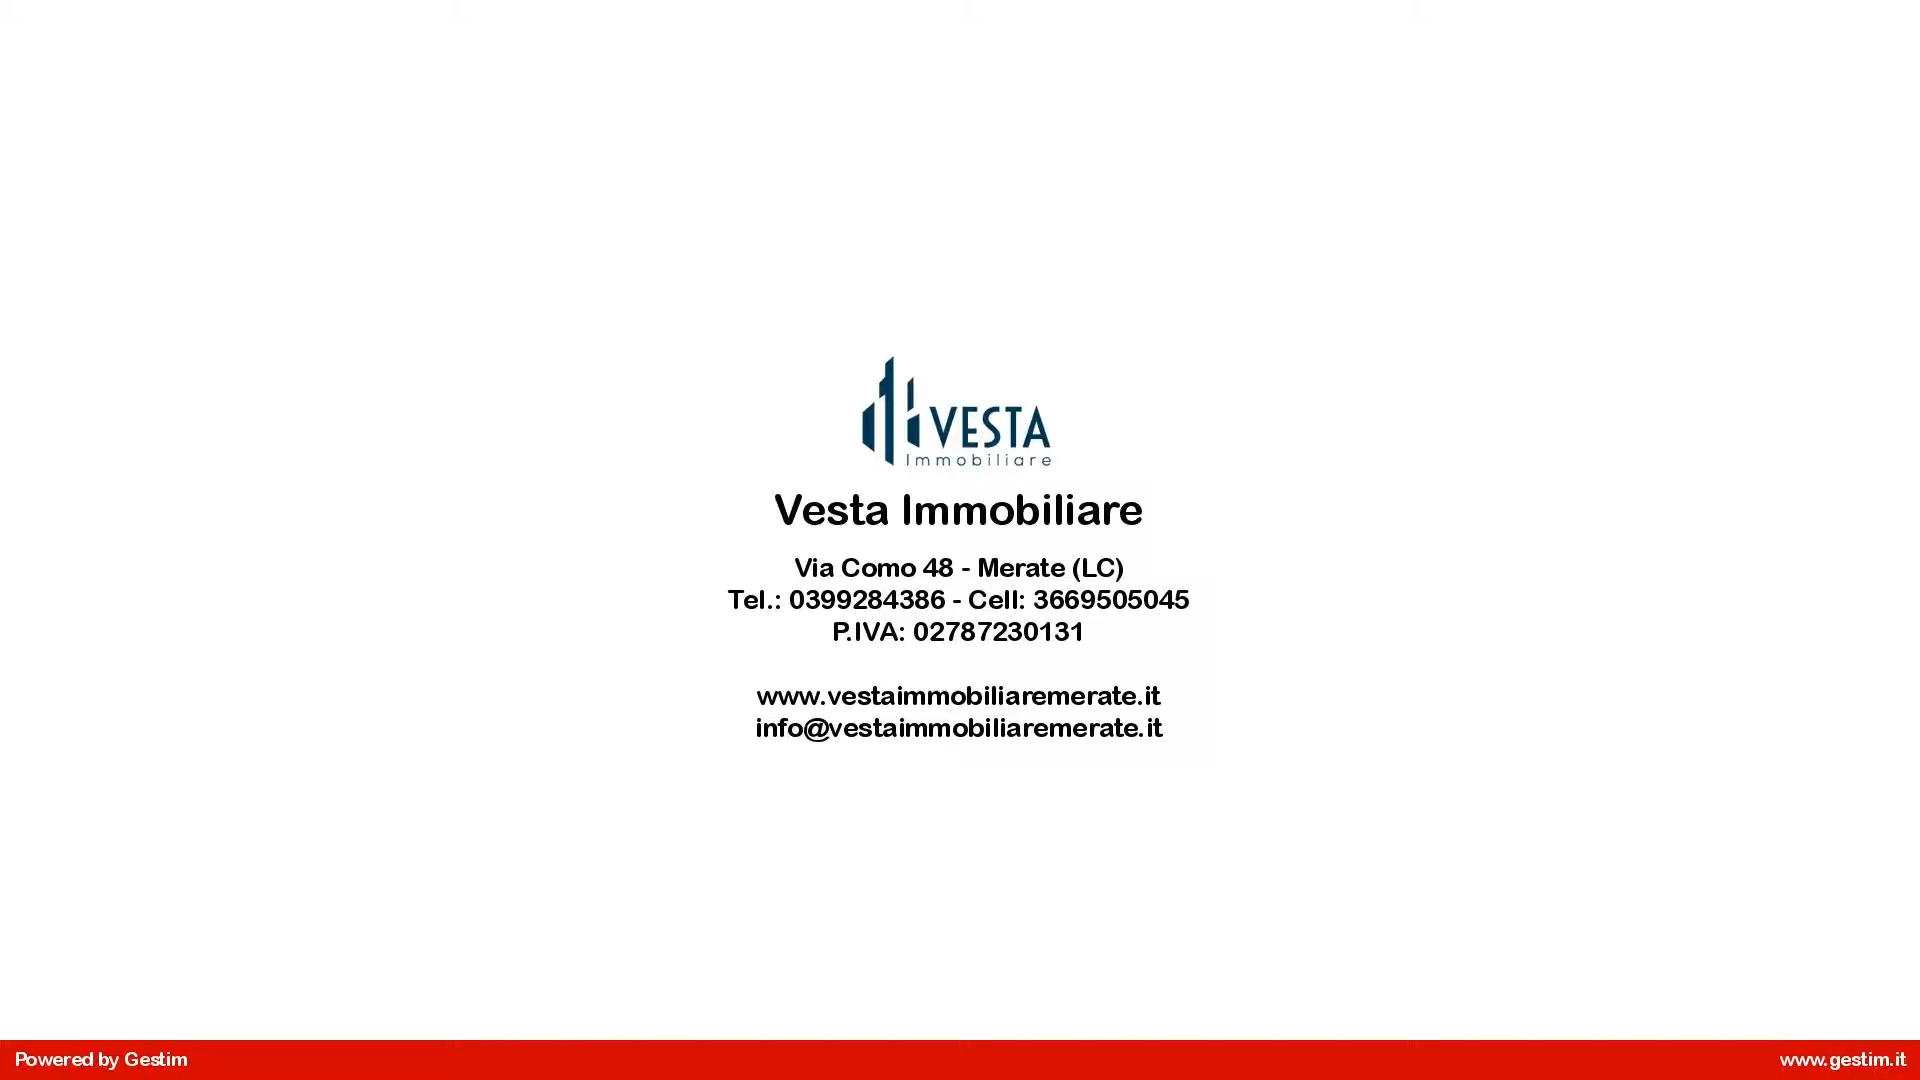 VESTA
Immobiliare
Vesta Immobiliare
Via Como 48 - Merate (LC)
Tel.: 0399284386 - Cell: 3669505045
P.IVA: 02787230131
www.vestaimmobiliaremerate.it
info@vestaimmobiliaremerate.it
Powered by Gestim
www.gestim.it